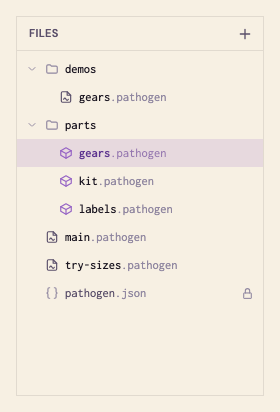 FILES
demos
gears.pathogen
parts
gears.pathogen
kit.pathogen
labels.pathogen
main.pathogen
try-sizes.pathogen
pathogen.json